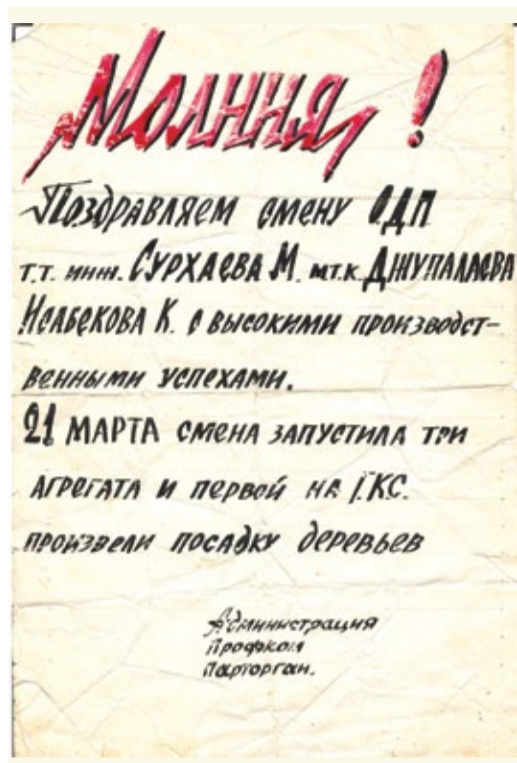 Молния!
Поздравляем смену ОДП
т.т. инж. Сурхаева М. мт.к. Джупалаева
Исабекова К. с высокими производст-
венными успехами.
21 МАРТА смена запустила три
агрегата и первой на Г.КС.
произвели посадку деревьев
Администрация
Профком
Парторган.